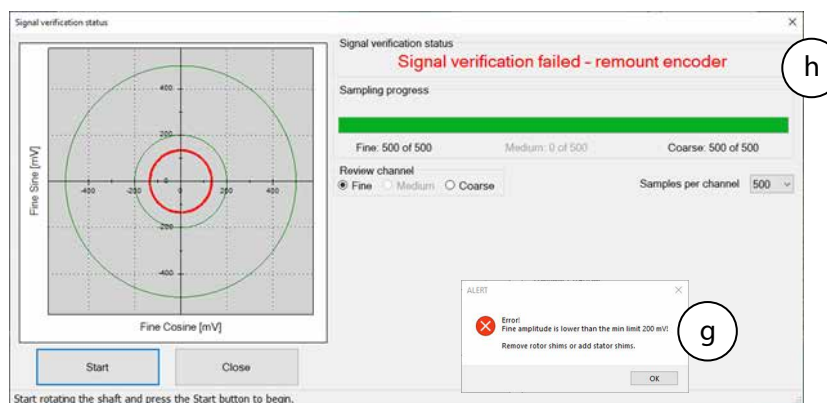 Signal verification status
Signal verification status
Signal verification failed - remount encoder
h
Sampling progress
Fine: 500 of 500 Medium: 0 of 500 Coarse: 500 of 500
Review channel
Fine Medium Coarse
Samples per channel 500
Fine Sine [mV]
400
200
-400 -200 0 200 400
-200
-400
Fine Cosine [mV]
ALERT
Error!
Fine amplitude is lower than the min limit 200 mV!
Remove rotor shims or add stator shims.
OK
g
Start Close
Start rotating the shaft and press the Start button to begin.